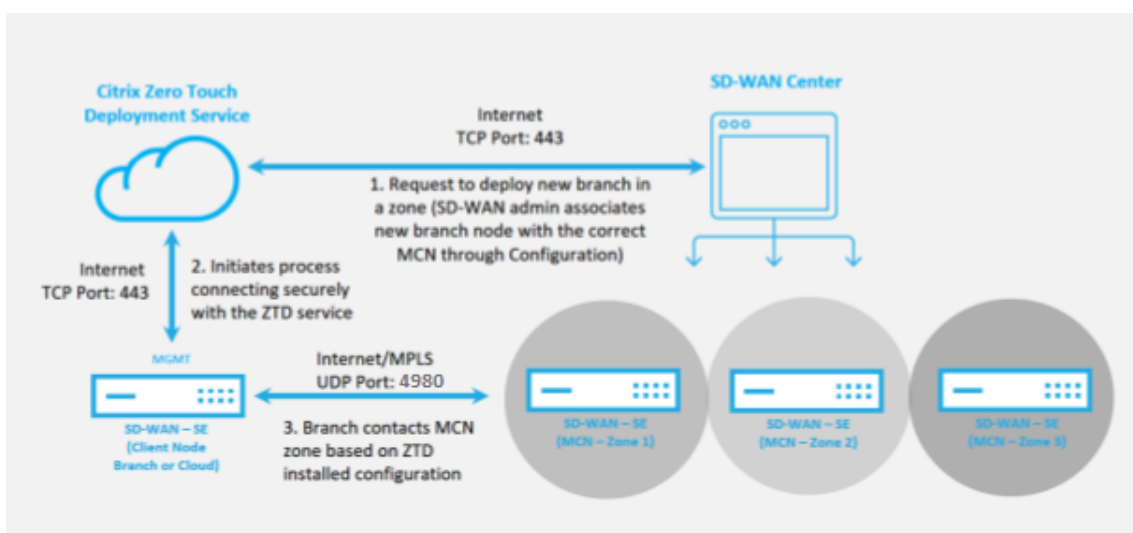 Citrix Zero Touch
Deployment Service
SD-WAN Center
Internet
TCP Port: 443
1. Request to deploy new branch in
a zone (SD-WAN admin associates
new branch node with the correct
MCN through Configuration)
Internet
TCP Port: 443
2. Initiates process
connecting securely
with the ZTD service
MGMT
SD-WAN – SE
(Client Node
Branch or Cloud)
Internet/MPLS
UDP Port: 4980
3. Branch contacts MCN
zone based on ZTD
installed configuration
SD-WAN – SE
(MCN – Zone 1)
SD-WAN – SE
(MCN – Zone 2)
SD-WAN – SE
(MCN – Zone 3)